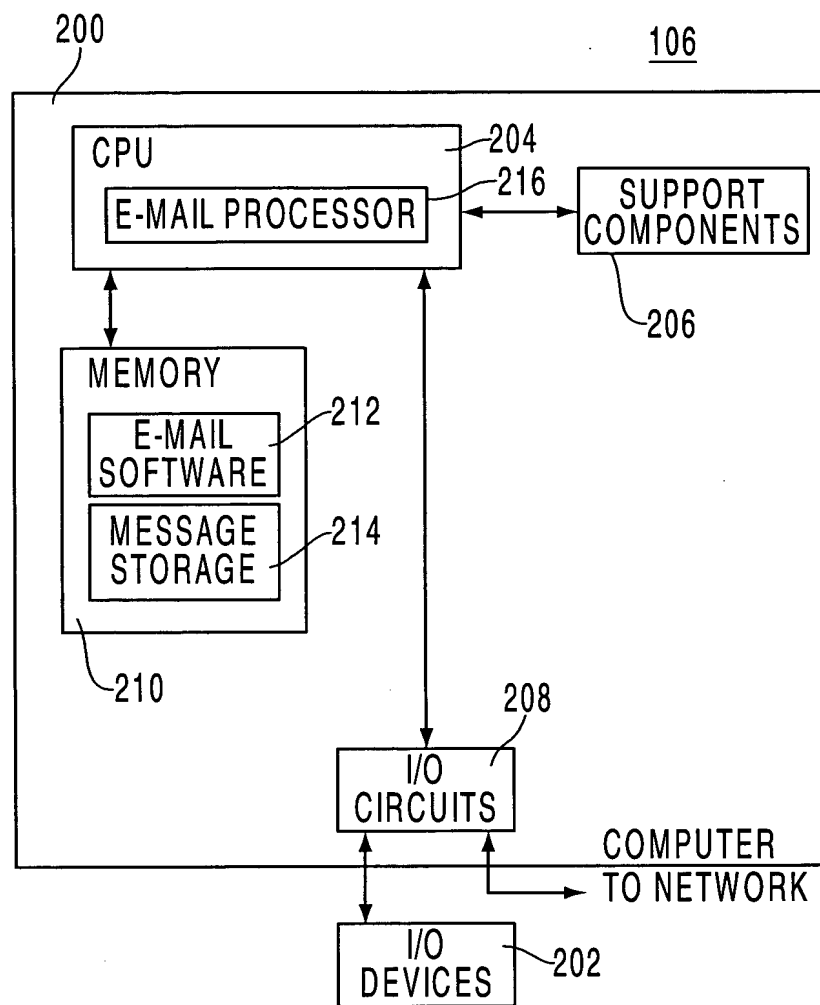 200
106
CPU
204
216
E-MAIL PROCESSOR
SUPPORT
COMPONENTS
206
MEMORY
212
E-MAIL
SOFTWARE
MESSAGE
STORAGE
214
210
208
I/O
CIRCUITS
COMPUTER
TO NETWORK
I/O
DEVICES
202